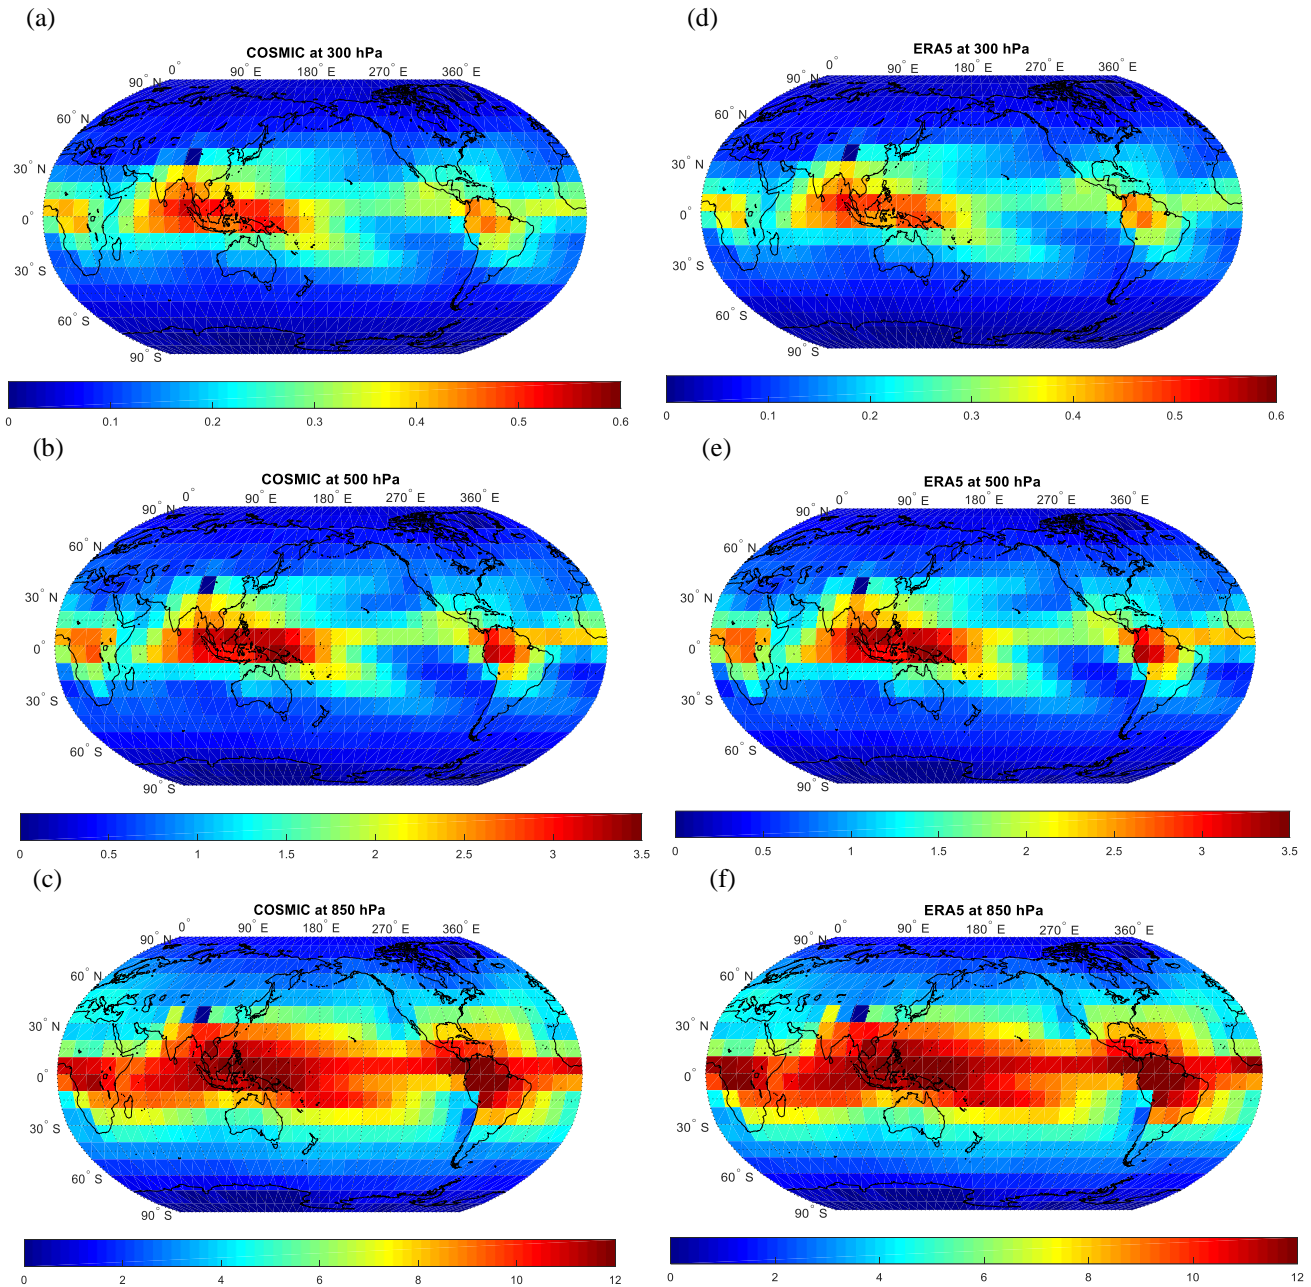 (a)
COSMIC at 300 hPa
0° 90° E 180° E 270° E 360° E
90° N
60° N
30° N
0°
30° S
60° S
90° S
0 0.1 0.2 0.3 0.4 0.5 0.6
(d)
ERA5 at 300 hPa
0° 90° E 180° E 270° E 360° E
90° N
60° N
30° N
0°
30° S
60° S
90° S
0 0.1 0.2 0.3 0.4 0.5 0.6
(b)
COSMIC at 500 hPa
0° 90° E 180° E 270° E 360° E
90° N
60° N
30° N
0°
30° S
60° S
90° S
0 0.5 1 1.5 2 2.5 3 3.5
(e)
ERA5 at 500 hPa
0° 90° E 180° E 270° E 360° E
90° N
60° N
30° N
0°
30° S
60° S
90° S
0 0.5 1 1.5 2 2.5 3 3.5
(c)
COSMIC at 850 hPa
0° 90° E 180° E 270° E 360° E
90° N
60° N
30° N
0°
30° S
60° S
90° S
0 2 4 6 8 10 12
(f)
ERA5 at 850 hPa
0° 90° E 180° E 270° E 360° E
90° N
60° N
30° N
0°
30° S
60° S
90° S
0 2 4 6 8 10 12